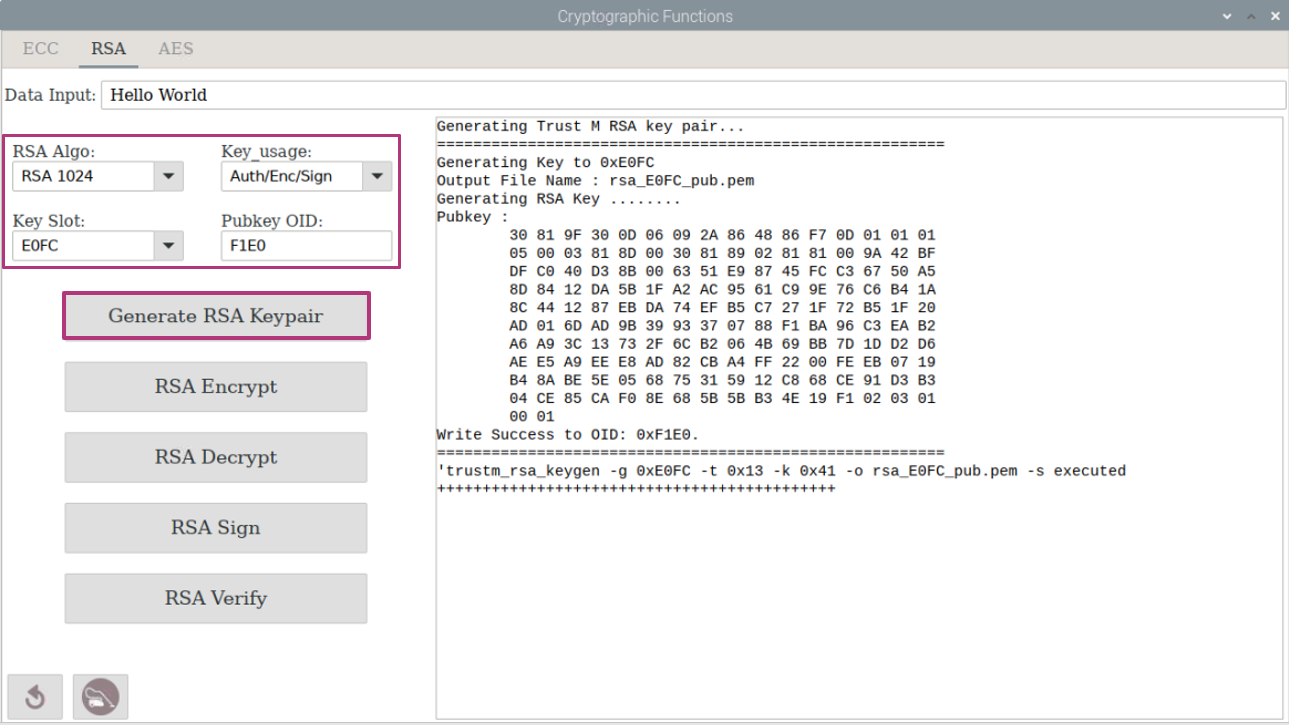 Cryptographic Functions
ECC RSA AES
Data Input: Hello World
RSA Algo: Key_usage:
RSA 1024 Auth/Enc/Sign
Key Slot: Pubkey OID:
E0FC F1E0
Generate RSA Keypair
RSA Encrypt
RSA Decrypt
RSA Sign
RSA Verify
Generating Trust M RSA key pair...
========================================================
Generating Key to 0xE0FC
Output File Name : rsa_E0FC_pub.pem
Generating RSA Key ........
Pubkey :
30 81 9F 30 0D 06 09 2A 86 48 86 F7 0D 01 01 01
05 00 03 81 8D 00 30 81 89 02 81 81 00 9A 42 BF
DF C0 40 D3 8B 00 63 51 E9 87 45 FC C3 67 50 A5
8D 84 12 DA 5B 1F A2 AC 95 61 C9 9E 76 C6 B4 1A
8C 44 12 87 EB DA 74 EF B5 C7 27 1F 72 B5 1F 20
AD 01 6D AD 9B 39 93 37 07 88 F1 BA 96 C3 EA B2
A6 A9 3C 13 73 2F 6C B2 06 4B 69 BB 7D 1D D2 D6
AE E5 A9 EE E8 AD 82 CB A4 FF 22 00 FE EB 07 19
B4 8A BE 5E 05 68 75 31 59 12 C8 68 CE 91 D3 B3
04 CE 85 CA F0 8E 68 5B 5B B3 4E 19 F1 02 03 01
00 01
Write Success to OID: 0xF1E0.
========================================================
'trustm_rsa_keygen -g 0xE0FC -t 0x13 -k 0x41 -o rsa_E0FC_pub.pem -s executed
++++++++++++++++++++++++++++++++++++++++++++